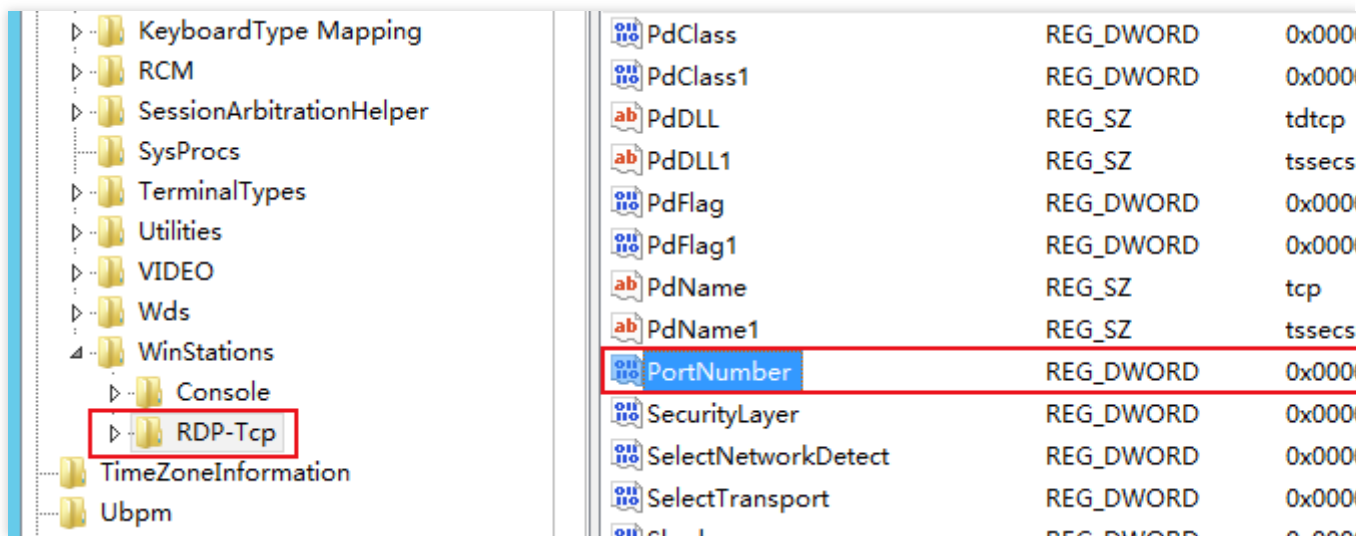 KeyboardType Mapping
RCM
SessionArbitrationHelper
SysProcs
TerminalTypes
Utilities
VIDEO
Wds
WinStations
Console
RDP-Tcp
TimeZoneInformation
Ubpm
PdClass REG_DWORD 0x000
PdClass1 REG_DWORD 0x000
PdDLL REG_SZ tdtcp
PdDLL1 REG_SZ tssecs
PdFlag REG_DWORD 0x000
PdFlag1 REG_DWORD 0x000
PdName REG_SZ tcp
PdName1 REG_SZ tssecs
PortNumber REG_DWORD 0x000
SecurityLayer REG_DWORD 0x000
SelectNetworkDetect REG_DWORD 0x000
SelectTransport REG_DWORD 0x000